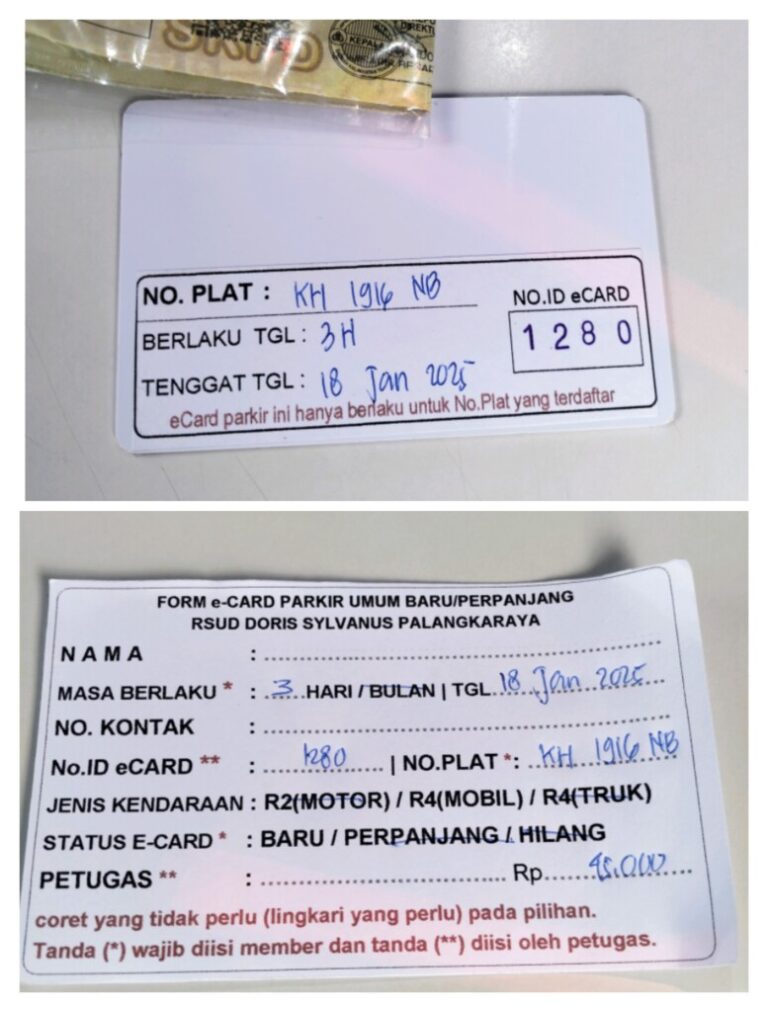 SKPD
KEPALA
DIREKT
NO. PLAT : KH 1916 NB
NO.ID eCARD
BERLAKU TGL : 3H
1280
TENGGAT TGL : 18 Jan 2025
eCard parkir ini hanya berlaku untuk No.Plat yang terdaftar
FORM e-CARD PARKIR UMUM BARU/PERPANJANG
RSUD DORIS SYLVANUS PALANGKARAYA
NAMA : ..........
MASA BERLAKU * : 3 HARI / BULAN | TGL 18 Jan 2025
NO. KONTAK : ..........
No.ID eCARD ** : 1280 | NO.PLAT *: KH 1916 NB
JENIS KENDARAAN : R2(MOTOR) / R4(MOBIL) / R4(TRUK)
STATUS E-CARD * : BARU / PERPANJANG / HILANG
PETUGAS ** : .......... Rp 45.000
coret yang tidak perlu (lingkari yang perlu) pada pilihan.
Tanda (*) wajib diisi member dan tanda (**) diisi oleh petugas.